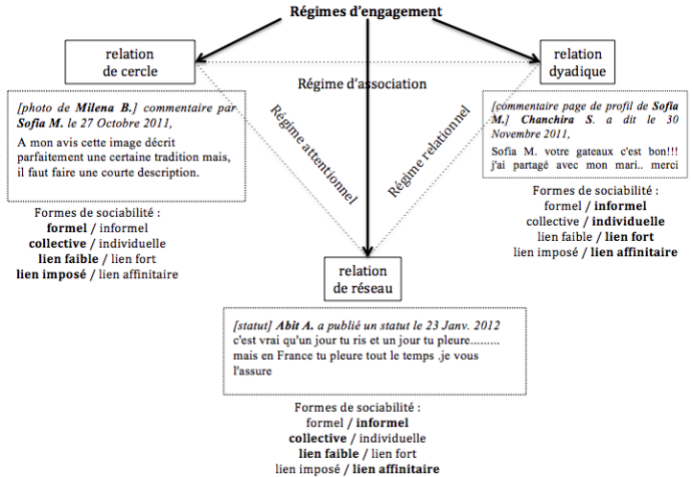 Régimes d'engagement
relation
de cercle
relation
dyadique
Régime d'association
Régime attentionnel
Régime relationnel
[photo de Milena B.] commentaire par
Sofia M. le 27 Octobre 2011,
A mon avis cette image décrit
parfaitement une certaine tradition mais,
il faut faire une courte description.
[commentaire page de profil de Sofia
M.] Chanchira S. a dit le 30
Novembre 2011,
Sofia M. votre gateaux c'est bon!!!
j'ai partagé avec mon mari.. merci
Formes de sociabilité :
formel / informel
collective / individuelle
lien faible / lien fort
lien imposé / lien affinitaire
Formes de sociabilité :
formel / informel
collective / individuelle
lien faible / lien fort
lien imposé / lien affinitaire
relation
de réseau
[statut] Abit A. a publié un statut le 23 Janv. 2012
c'est vrai qu'un jour tu ris et un jour tu pleure.........
mais en France tu pleure tout le temps .je vous
l'assure
Formes de sociabilité :
formel / informel
collective / individuelle
lien faible / lien fort
lien imposé / lien affinitaire